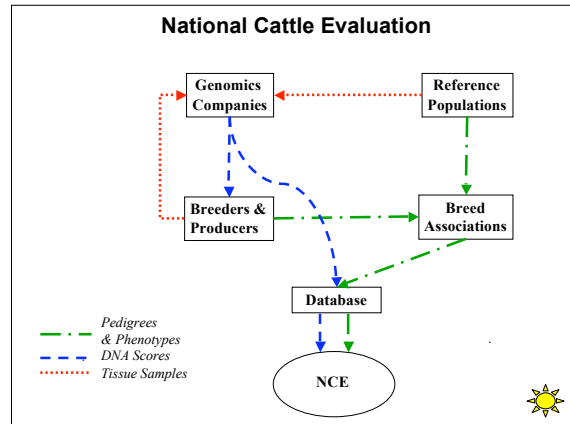 National Cattle Evaluation
Genomics
Companies
Reference
Populations
Breeders &
Producers
Breed
Associations
Database
Pedigrees
& Phenotypes
DNA Scores
Tissue Samples
NCE